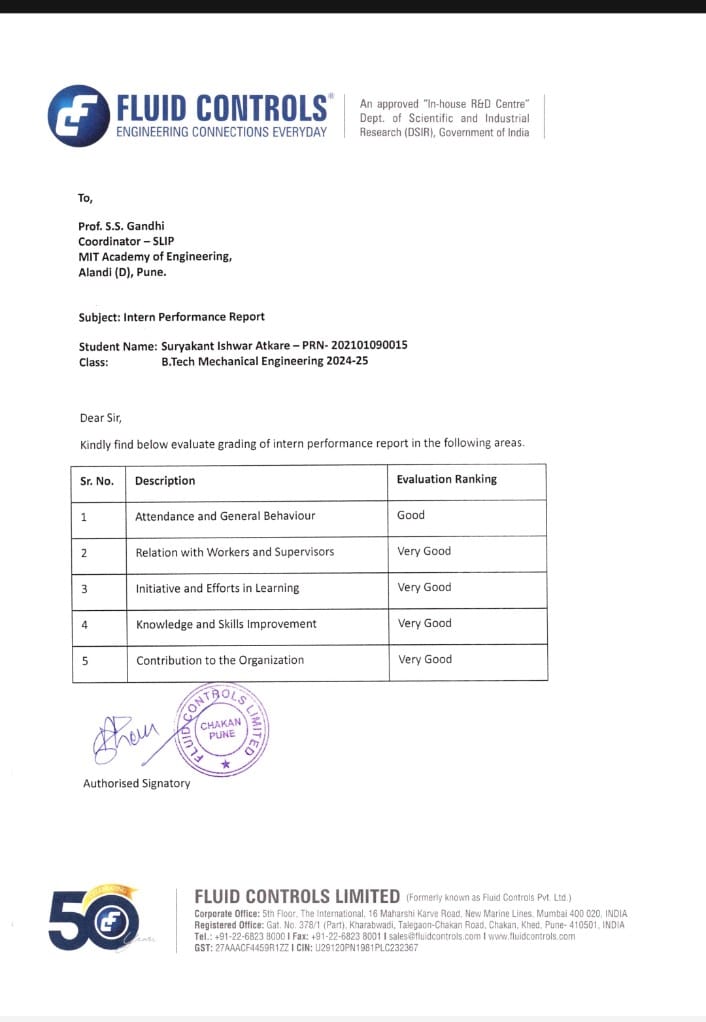 FLUID CONTROLS®
ENGINEERING CONNECTIONS EVERYDAY
An approved "In-house R&D Centre"
Dept. of Scientific and Industrial
Research (DSIR), Government of India
To,
Prof. S.S. Gandhi
Coordinator – SLIP
MIT Academy of Engineering,
Alandi (D), Pune.
Subject: Intern Performance Report
Student Name: Suryakant Ishwar Atkare – PRN- 202101090015
Class: B.Tech Mechanical Engineering 2024-25
Dear Sir,
Kindly find below evaluate grading of intern performance report in the following areas.
Sr. No. Description Evaluation Ranking
1 Attendance and General Behaviour Good
2 Relation with Workers and Supervisors Very Good
3 Initiative and Efforts in Learning Very Good
4 Knowledge and Skills Improvement Very Good
5 Contribution to the Organization Very Good
FLUID CONTROLS LIMITED
CHAKAN
PUNE
Authorised Signatory
50
FLUID CONTROLS LIMITED (Formerly known as Fluid Controls Pvt. Ltd.)
Corporate Office: 5th Floor, The International, 16 Maharshi Karve Road, New Marine Lines, Mumbai 400 020, INDIA
Registered Office: Gat. No. 378/1 (Part), Kharabwadi, Talegaon-Chakan Road, Chakan, Khed, Pune- 410501, INDIA
Tel.: +91-22-6823 8000 I Fax: +91-22-6823 8001 I sales@fluidcontrols.com I www.fluidcontrols.com
GST: 27AAACF4459R1ZZ I CIN: U29120PN1981PLC232367